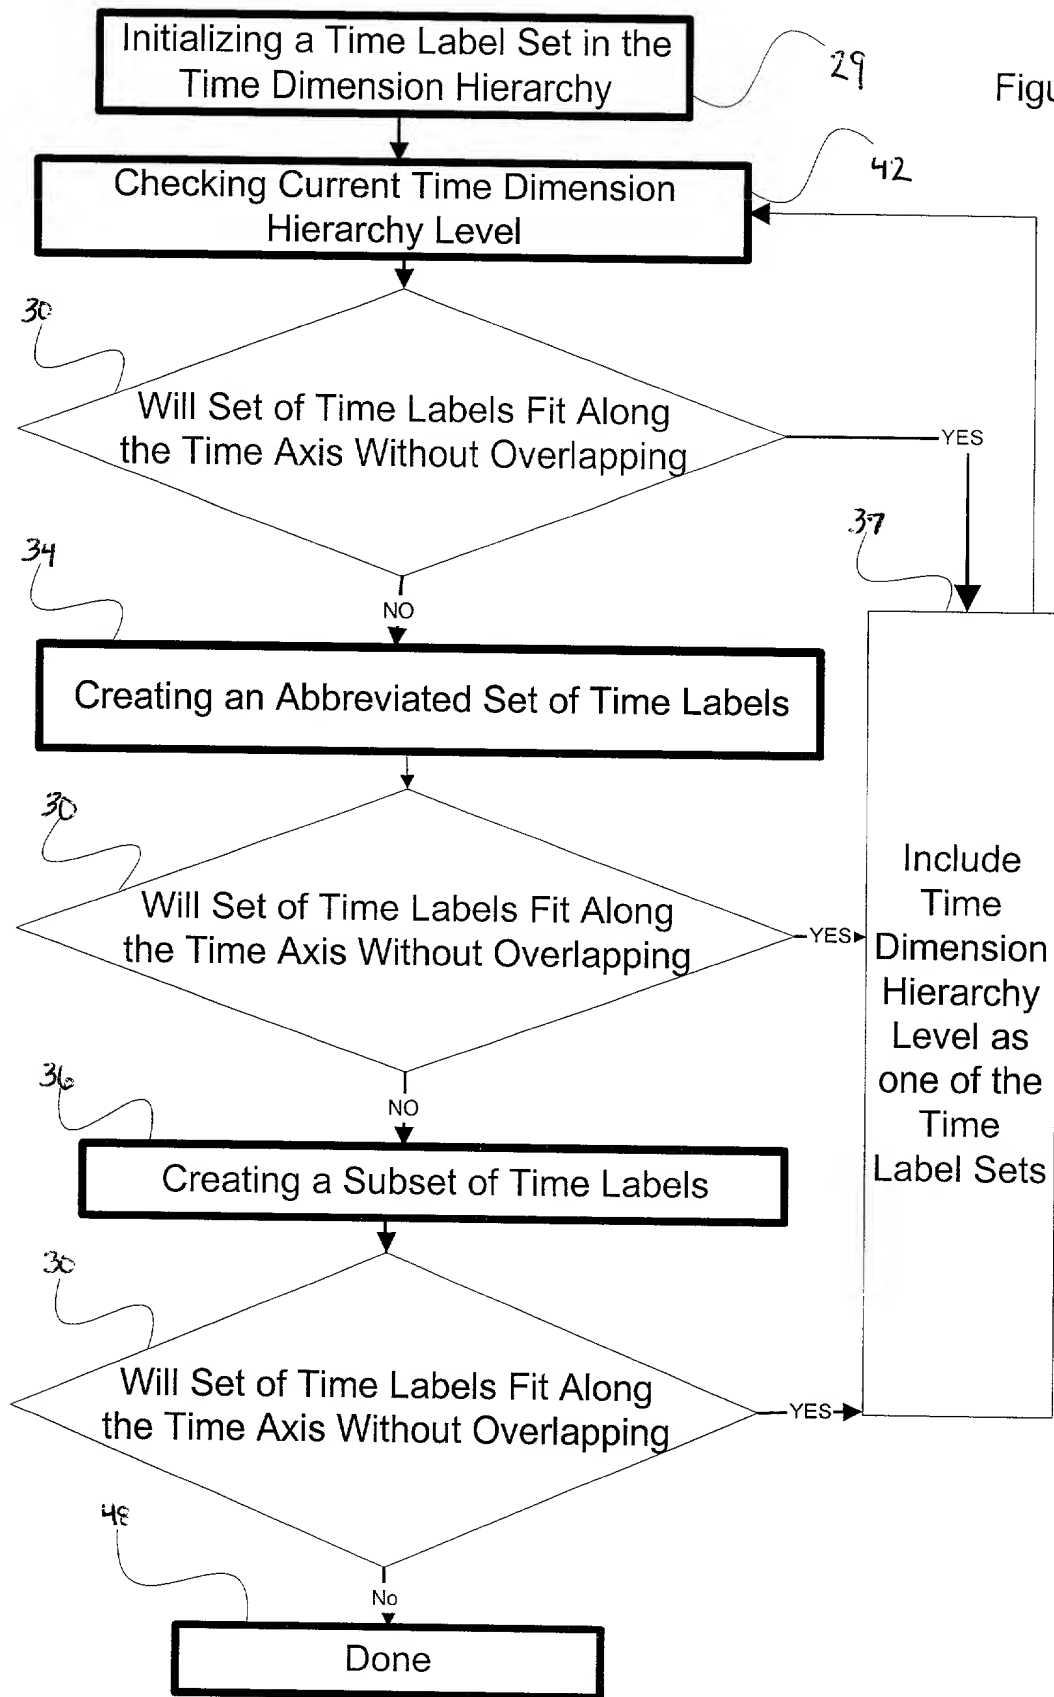 Initializing a Time Label Set in the
Time Dimension Hierarchy
29
Figu
Checking Current Time Dimension
Hierarchy Level
42
30
Will Set of Time Labels Fit Along
the Time Axis Without Overlapping
YES
37
34
NO
Creating an Abbreviated Set of Time Labels
30
Will Set of Time Labels Fit Along
the Time Axis Without Overlapping
YES
Include
Time
Dimension
Hierarchy
Level as
one of the
Time
Label Sets
36
NO
Creating a Subset of Time Labels
30
Will Set of Time Labels Fit Along
the Time Axis Without Overlapping
YES
48
No
Done